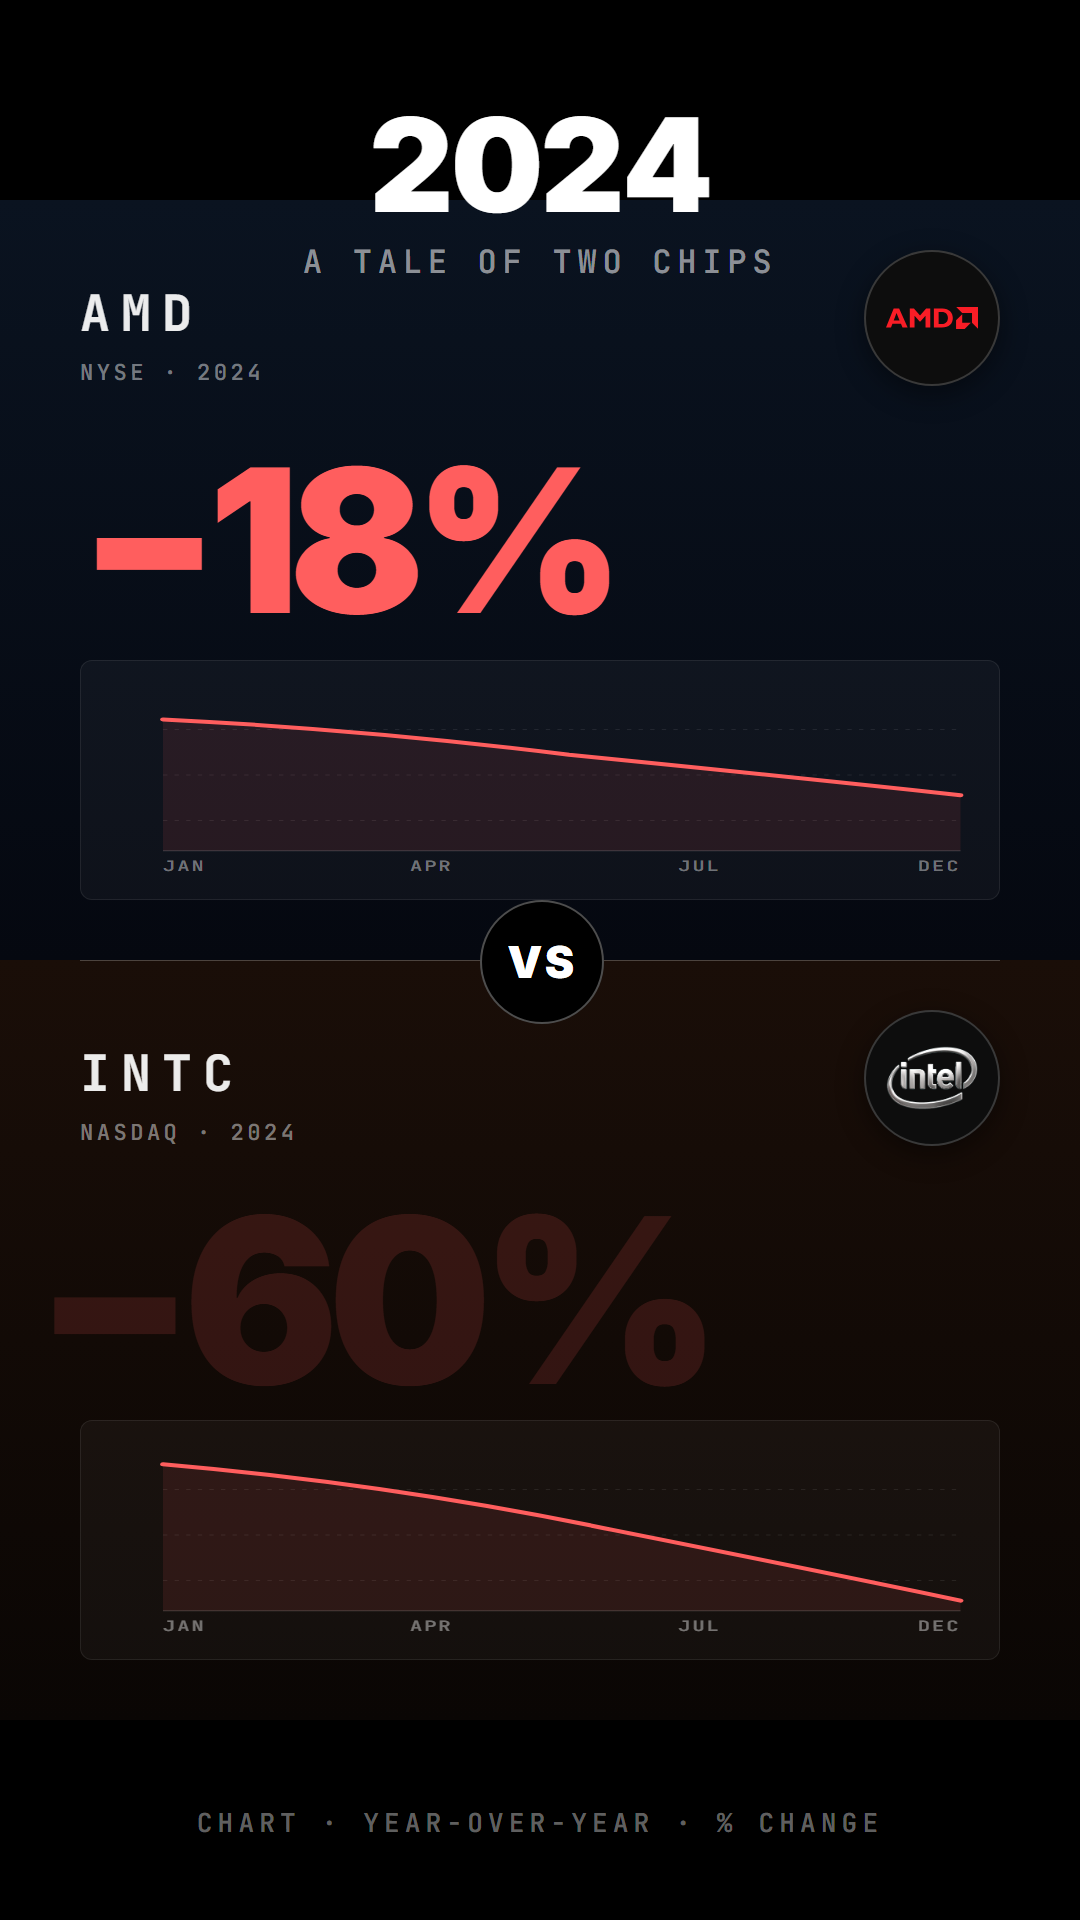 2024
A TALE OF TWO CHIPS
AMD
AMD
NYSE · 2024
−18%
JAN APR JUL DEC
VS
INTC
intel
NASDAQ · 2024
−60%
JAN APR JUL DEC
CHART · YEAR-OVER-YEAR · % CHANGE